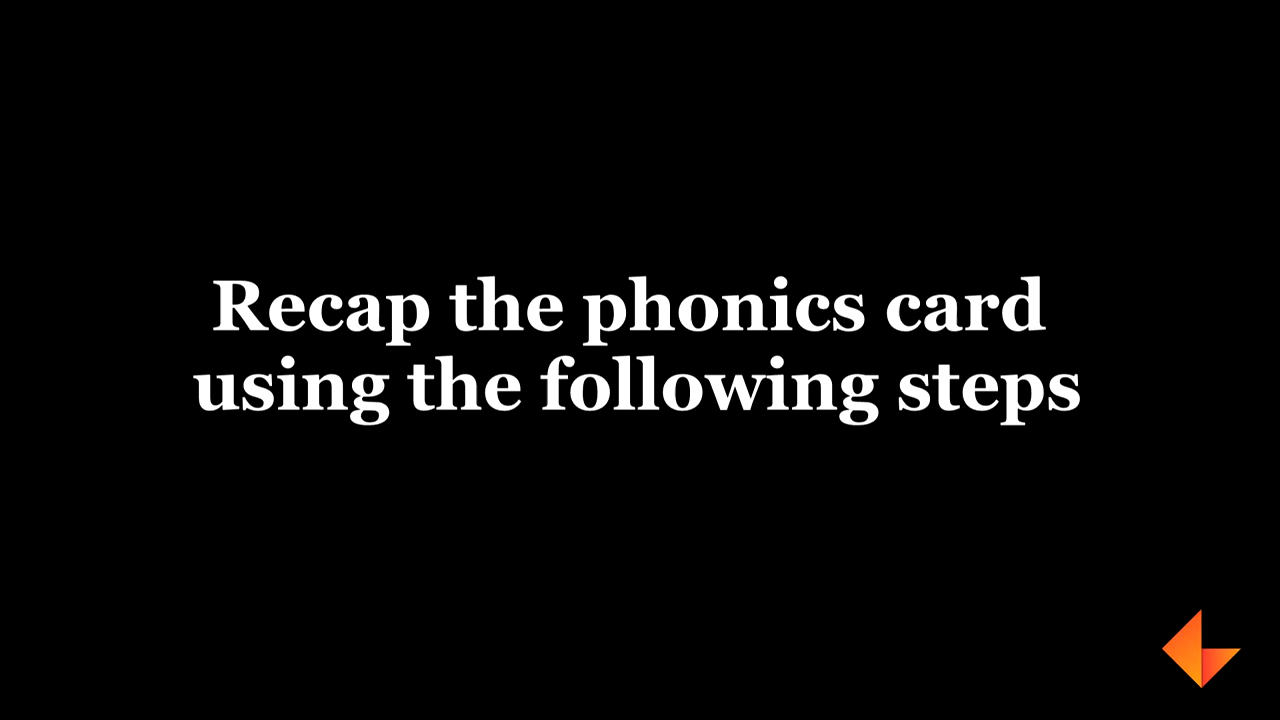 Recap the phonics card
using the following steps